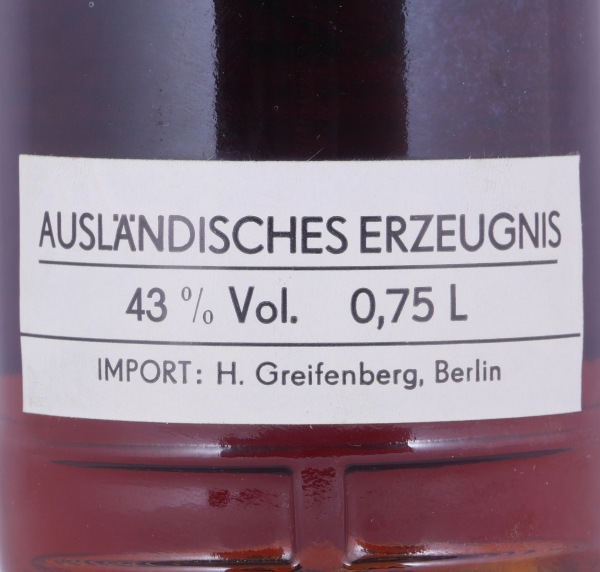 AUSLÄNDISCHES ERZEUGNIS
43 % Vol. 0,75 L
IMPORT: H. Greifenberg, Berlin